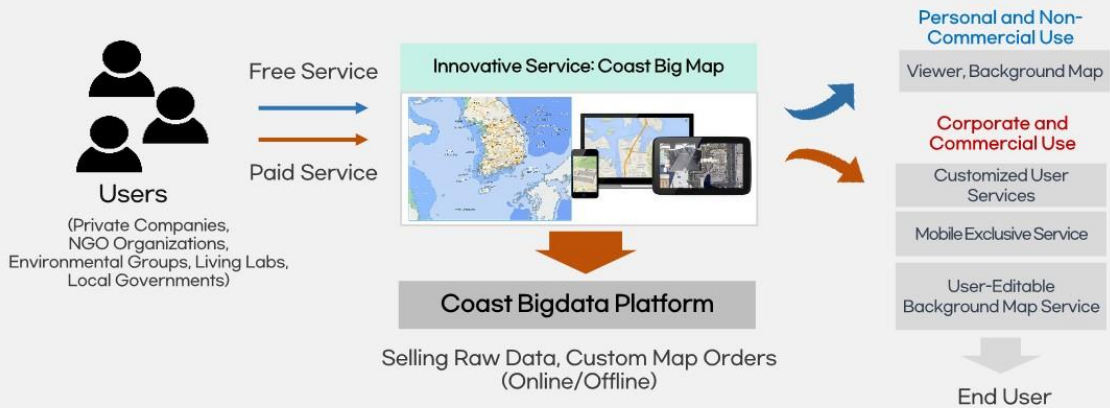 Free Service
Paid Service
Users
(Private Companies,
NGO Organizations,
Environmental Groups, Living Labs,
Local Governments)
Innovative Service: Coast Big Map
Coast Bigdata Platform
Selling Raw Data, Custom Map Orders
(Online/Offline)
Personal and Non-
Commercial Use
Viewer, Background Map
Corporate and
Commercial Use
Customized User
Services
Mobile Exclusive Service
User-Editable
Background Map Service
End User